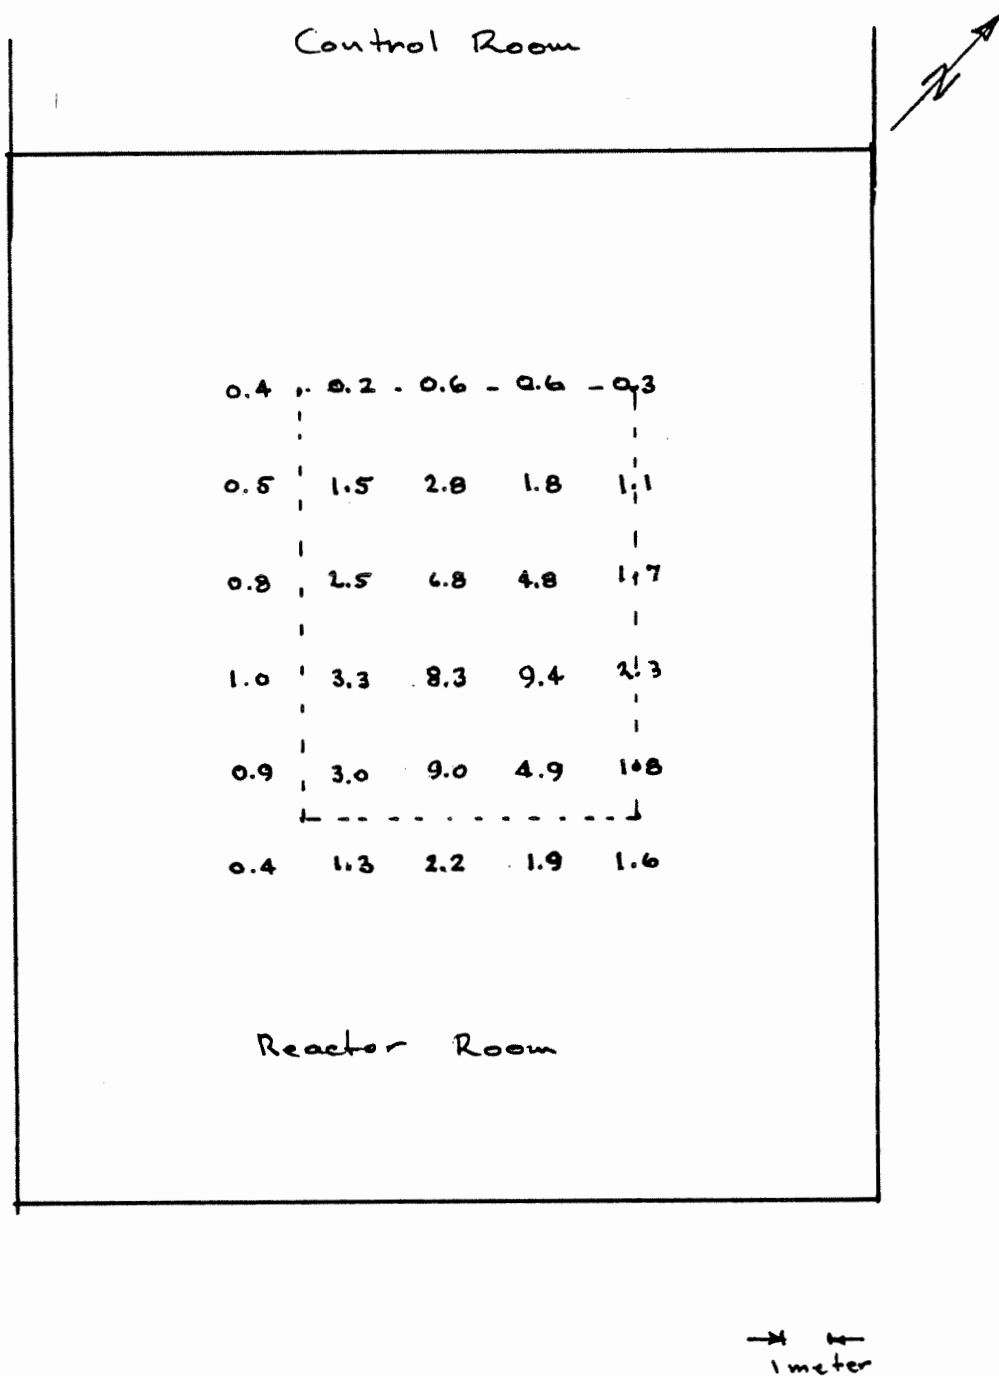 Control Room
N
0.4 0.2 0.6 0.6 0.3
0.5 1.5 2.8 1.8 1.1
0.8 2.5 6.8 4.8 1.7
1.0 3.3 8.3 9.4 2.3
0.9 3.0 9.0 4.9 1.8
0.4 1.3 2.2 1.9 1.6
Reactor Room
1 meter